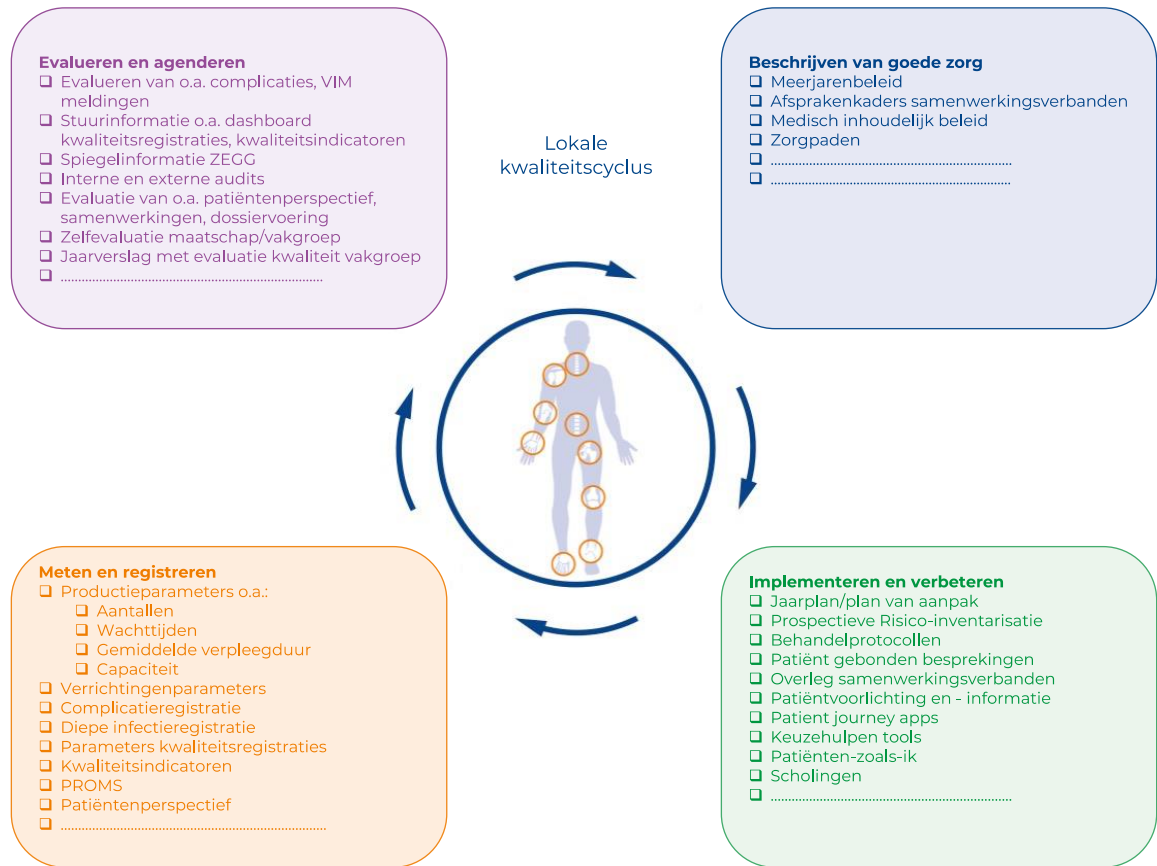 Evalueren en agenderen
❑ Evalueren van o.a. complicaties, VIM
meldingen
❑ Stuurinformatie o.a. dashboard
kwaliteitsregistraties, kwaliteitsindicatoren
❑ Spiegelinformatie ZEGG
❑ Interne en externe audits
❑ Evaluatie van o.a. patiëntenperspectief,
samenwerkingen, dossiervoering
❑ Zelfevaluatie maatschap/vakgroep
❑ Jaarverslag met evaluatie kwaliteit vakgroep
❑ ...........................................................................
Lokale
kwaliteitscyclus
Beschrijven van goede zorg
❑ Meerjarenbeleid
❑ Afsprakenkaders samenwerkingsverbanden
❑ Medisch inhoudelijk beleid
❑ Zorgpaden
❑ .....................................................................
❑ .....................................................................
Meten en registreren
❑ Productieparameters o.a.:
❑ Aantallen
❑ Wachttijden
❑ Gemiddelde verpleegduur
❑ Capaciteit
❑ Verrichtingenparameters
❑ Complicatieregistratie
❑ Diepe infectieregistratie
❑ Parameters kwaliteitsregistraties
❑ Kwaliteitsindicatoren
❑ PROMS
❑ Patiëntenperspectief
❑ ............................................................................
Implementeren en verbeteren
❑ Jaarplan/plan van aanpak
❑ Prospectieve Risico-inventarisatie
❑ Behandelprotocollen
❑ Patiënt gebonden besprekingen
❑ Overleg samenwerkingsverbanden
❑ Patiëntvoorlichting en - informatie
❑ Patient journey apps
❑ Keuzehulpen tools
❑ Patiënten-zoals-ik
❑ Scholingen
❑ .....................................................................